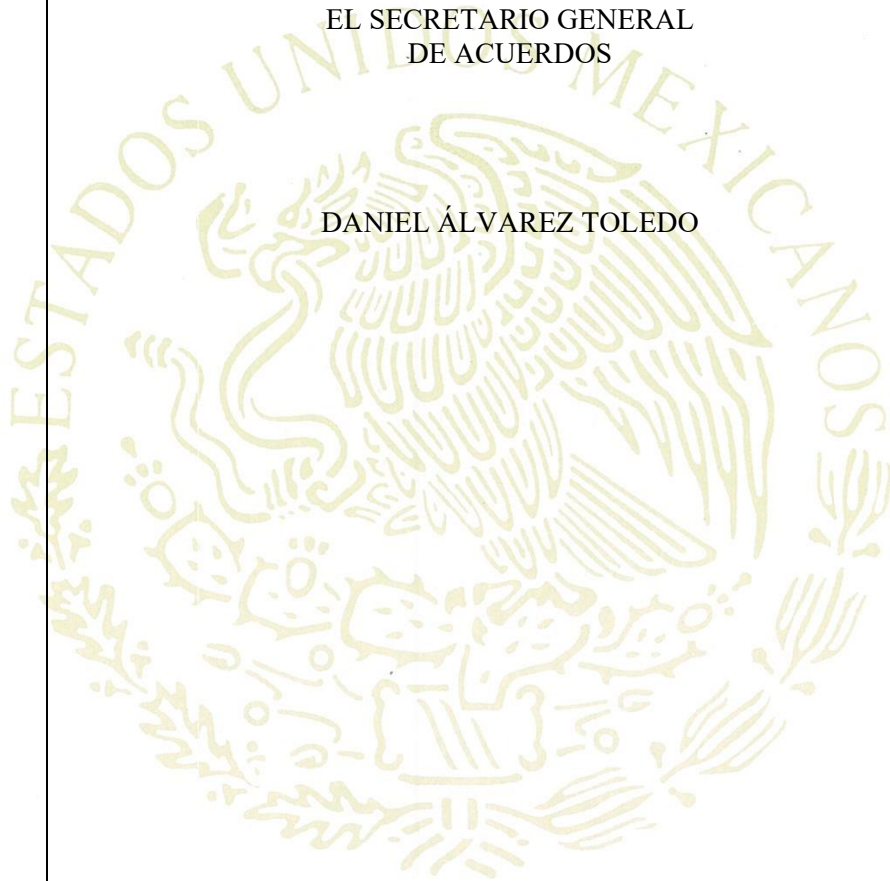 EL SECRETARIO GENERAL
DE ACUERDOS
DANIEL ÁLVAREZ TOLEDO
ESTADOS UNIDOS MEXICANOS